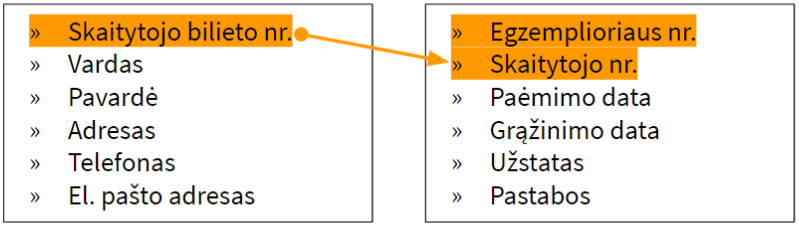 » Skaitytojo bilieto nr.
» Vardas
» Pavardė
» Adresas
» Telefonas
» El. pašto adresas
» Egzemplioriaus nr.
» Skaitytojo nr.
» Paėmimo data
» Grąžinimo data
» Užstatas
» Pastabos